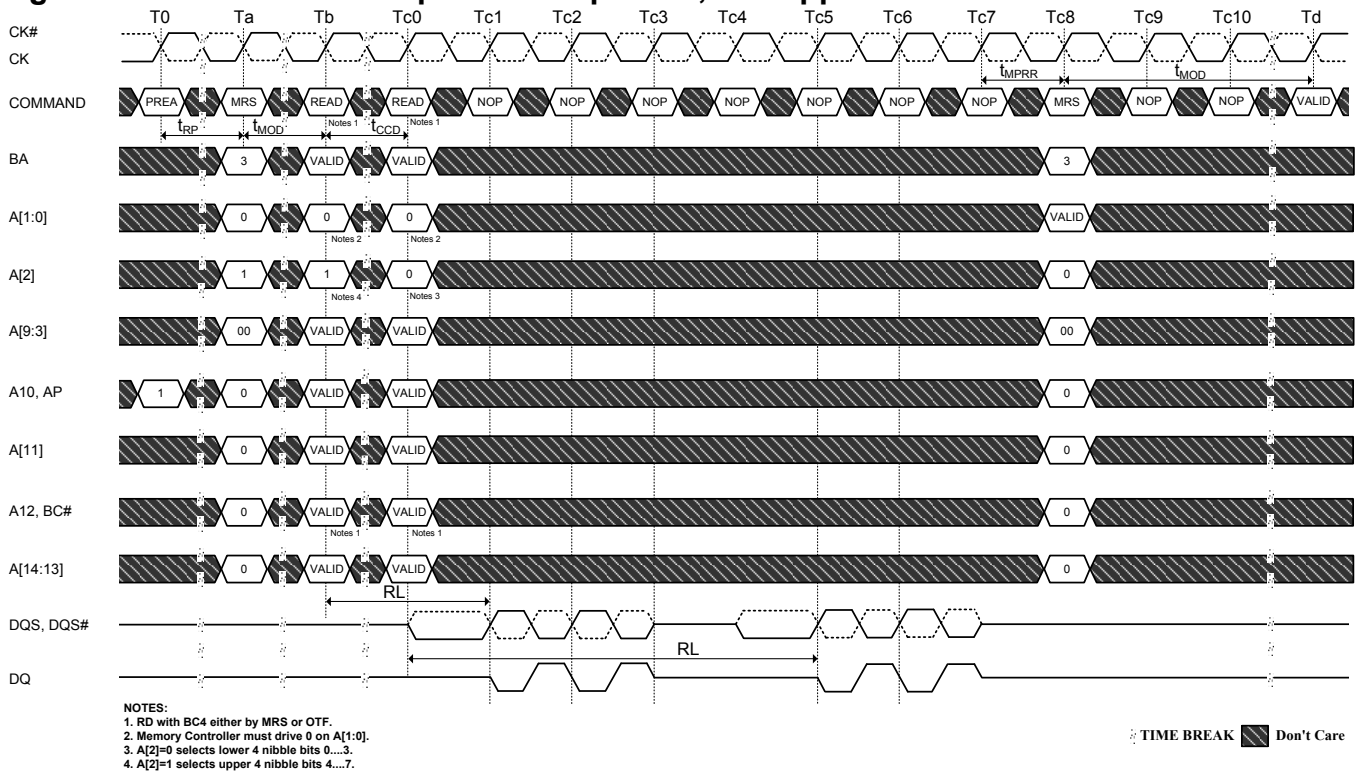 T0 Ta Tb Tc0 Tc1 Tc2 Tc3 Tc4 Tc5 Tc6 Tc7 Tc8 Tc9 Tc10 Td
CK#
CK
tMPRR tMOD
COMMAND PREA MRS READ READ NOP NOP NOP NOP NOP NOP NOP MRS NOP NOP VALID
Notes 1 Notes 1
tRP tMOD tCCD
BA 3 VALID VALID 3
A[1:0] 0 0 0 VALID
Notes 2 Notes 2
A[2] 1 1 0 0
Notes 4 Notes 3
A[9:3] 00 VALID VALID 00
A10, AP 1 0 VALID VALID 0
A[11] 0 VALID VALID 0
A12, BC# 0 VALID VALID 0
Notes 1 Notes 1
A[14:13] 0 VALID VALID 0
RL
DQS, DQS#
RL
DQ
NOTES:
1. RD with BC4 either by MRS or OTF.
2. Memory Controller must drive 0 on A[1:0].
3. A[2]=0 selects lower 4 nibble bits 0....3.
4. A[2]=1 selects upper 4 nibble bits 4....7.
TIME BREAK Don't Care